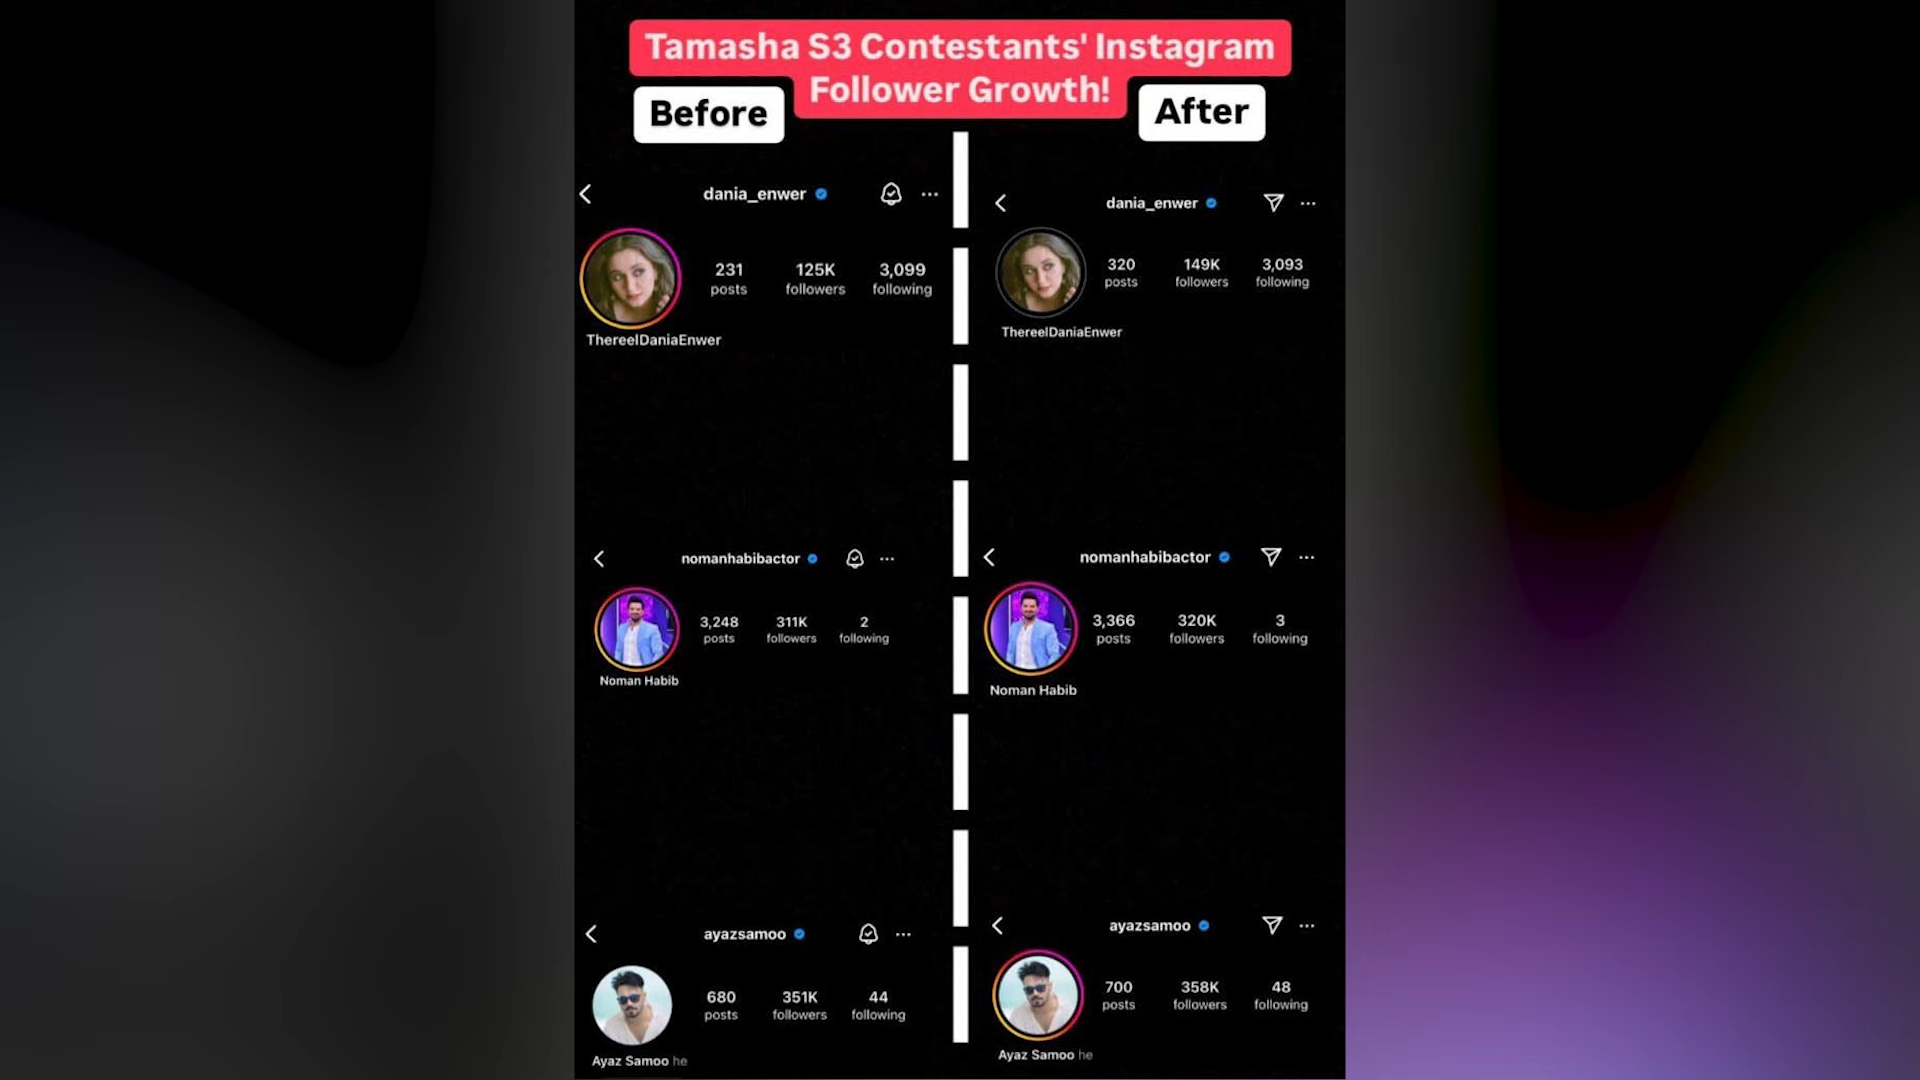 Tamasha S3 Contestants' Instagram
Follower Growth!
Before
After
dania_enwer
231 125K 3,099
posts followers following
ThereelDaniaEnwer
dania_enwer
320 149K 3,093
posts followers following
ThereelDaniaEnwer
nomanhabibactor
3,248 311K 2
posts followers following
Noman Habib
nomanhabibactor
3,366 320K 3
posts followers following
Noman Habib
ayazsamoo
680 351K 44
posts followers following
Ayaz Samoo he
ayazsamoo
700 358K 48
posts followers following
Ayaz Samoo he